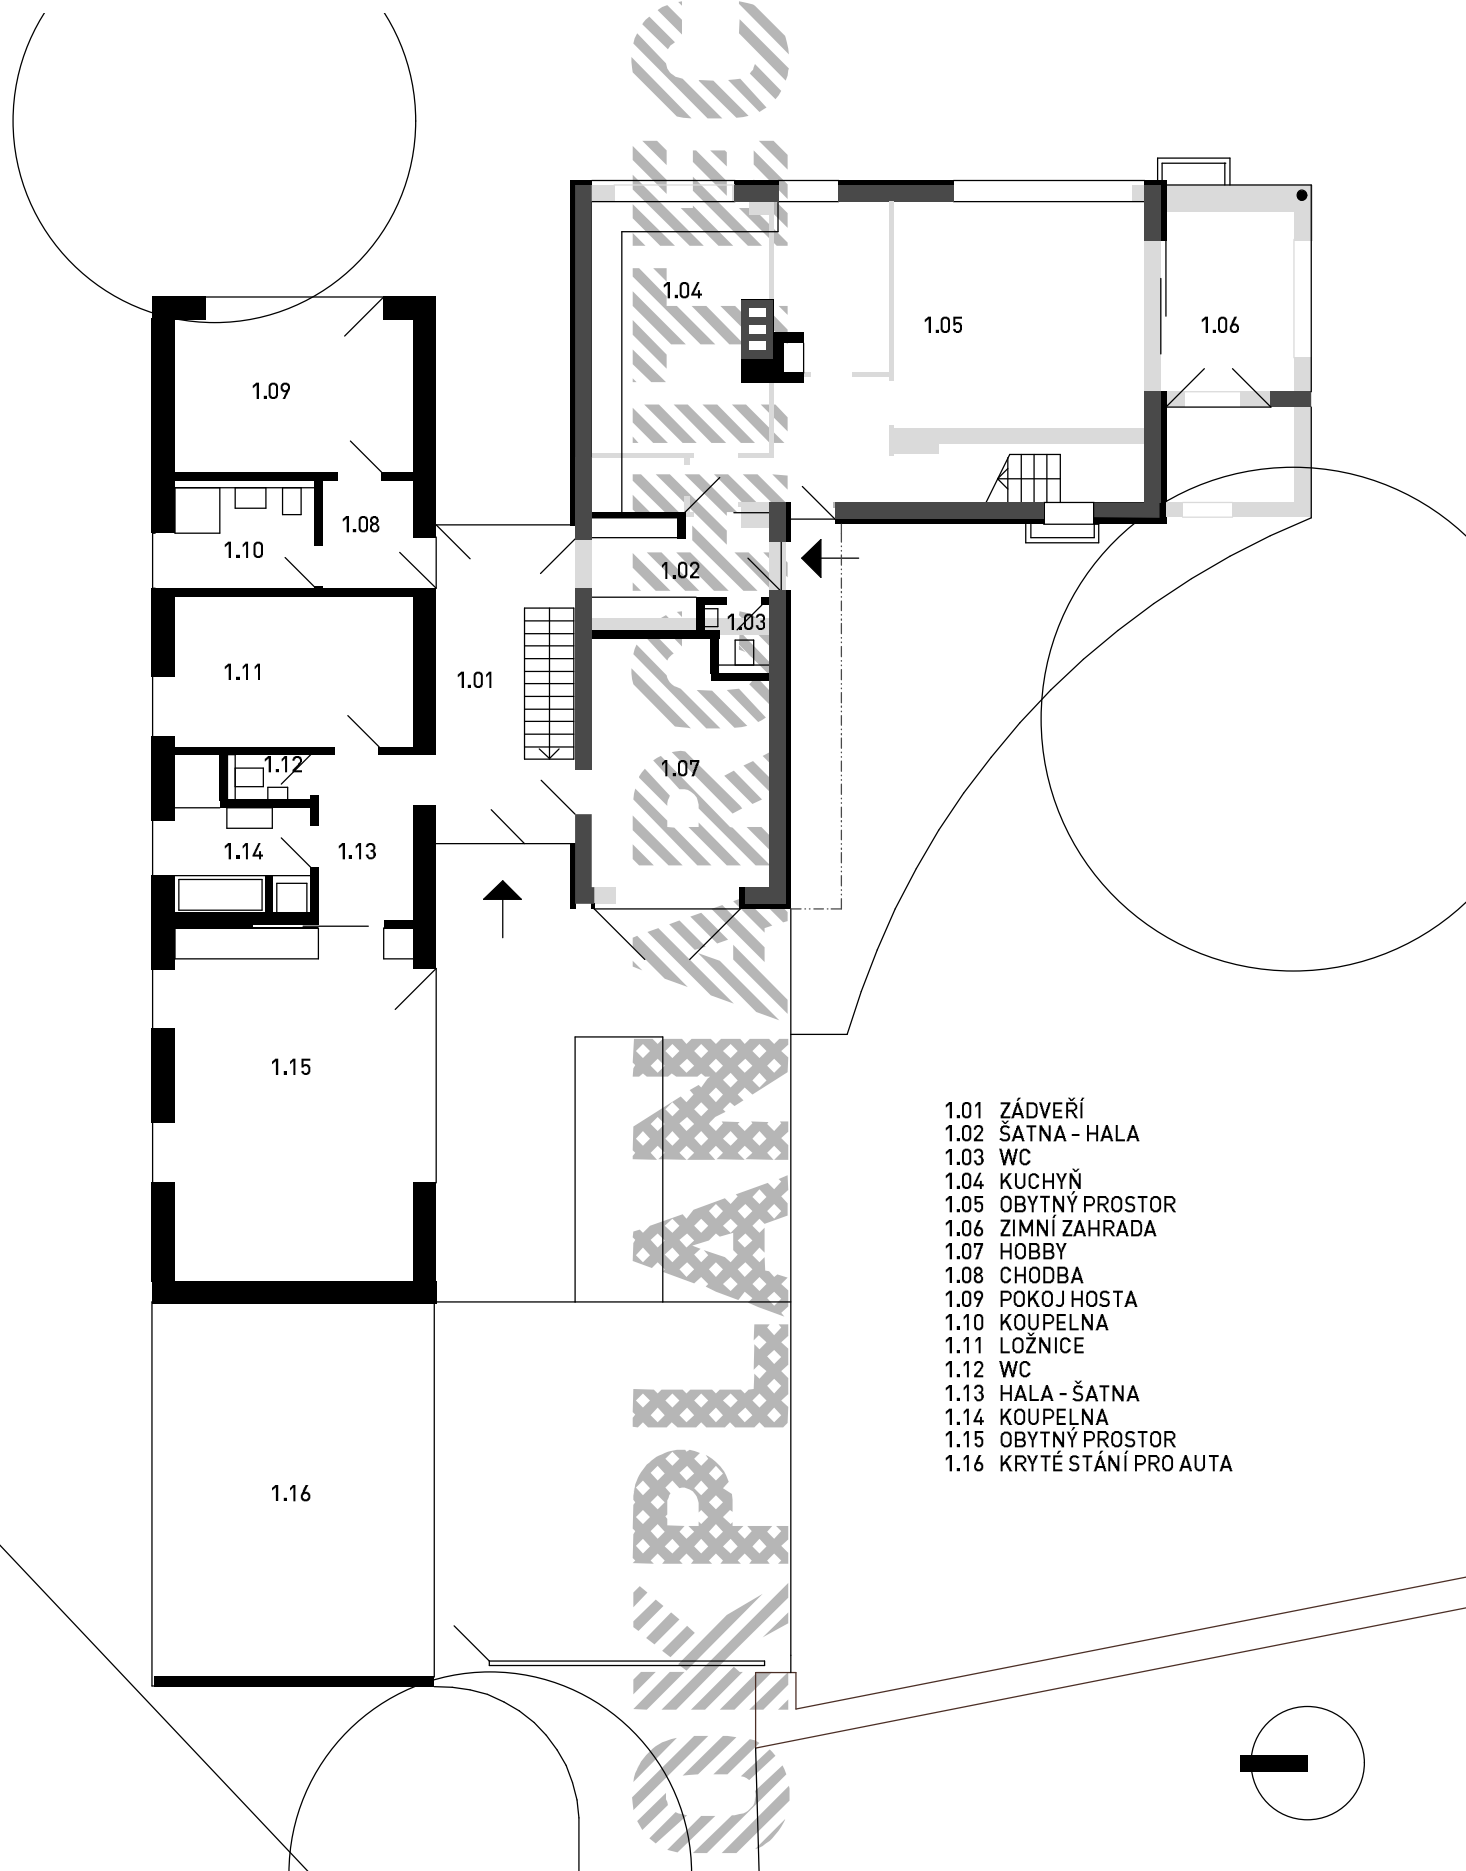 1.04
1.05
1.06
1.09
1.08
1.10
1.02
1.03
1.11
1.01
1.07
1.12
1.14
1.13
1.15
1.16
1.01 ZÁDVEŘÍ
1.02 ŠATNA - HALA
1.03 WC
1.04 KUCHYŇ
1.05 OBYTNÝ PROSTOR
1.06 ZIMNÍ ZAHRADA
1.07 HOBBY
1.08 CHODBA
1.09 POKOJ HOSTA
1.10 KOUPELNA
1.11 LOŽNICE
1.12 WC
1.13 HALA - ŠATNA
1.14 KOUPELNA
1.15 OBYTNÝ PROSTOR
1.16 KRYTÉ STÁNÍ PRO AUTA